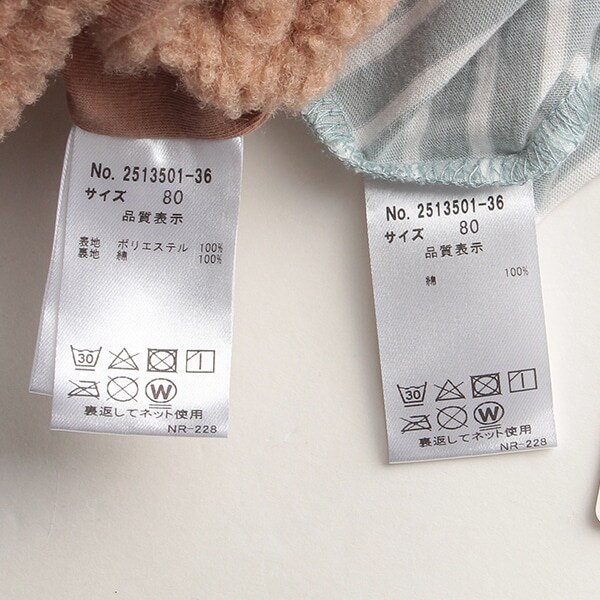 No. 2513501-36
サイズ 80
品質表示
表地 ポリエステル 100%
裏地 綿 100%
30
W
裏返してネット使用
NR-228
No. 2513501-36
サイズ 80
品質表示
綿 100%
30
W
裏返してネット使用
NR-228